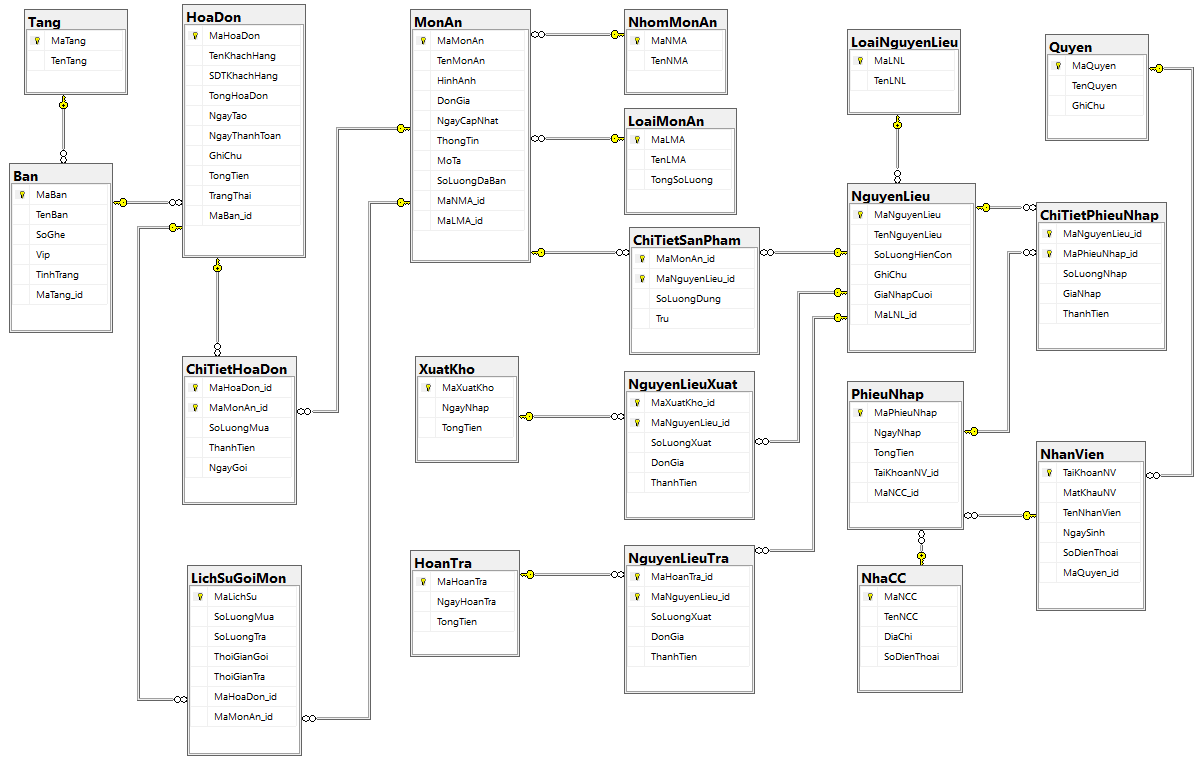 Tang
MaTang
TenTang
Ban
MaBan
TenBan
SoGhe
Vip
TinhTrang
MaTang_id
HoaDon
MaHoaDon
TenKhachHang
SDTKhachHang
TongHoaDon
NgayTao
NgayThanhToan
GhiChu
TongTien
TrangThai
MaBan_id
ChiTietHoaDon
MaHoaDon_id
MaMonAn_id
SoLuongMua
ThanhTien
NgayGoi
LichSuGoiMon
MaLichSu
SoLuongMua
SoLuongTra
ThoiGianGoi
ThoiGianTra
MaHoaDon_id
MaMonAn_id
MonAn
MaMonAn
TenMonAn
HinhAnh
DonGia
NgayCapNhat
ThongTin
MoTa
SoLuongDaBan
MaNMA_id
MaLMA_id
XuatKho
MaXuatKho
NgayNhap
TongTien
HoanTra
MaHoanTra
NgayHoanTra
TongTien
NhomMonAn
MaNMA
TenNMA
LoaiMonAn
MaLMA
TenLMA
TongSoLuong
ChiTietSanPham
MaMonAn_id
MaNguyenLieu_id
SoLuongDung
Tru
NguyenLieuXuat
MaXuatKho_id
MaNguyenLieu_id
SoLuongXuat
DonGia
ThanhTien
NguyenLieuTra
MaHoanTra_id
MaNguyenLieu_id
SoLuongXuat
DonGia
ThanhTien
LoaiNguyenLieu
MaLNL
TenLNL
NguyenLieu
MaNguyenLieu
TenNguyenLieu
SoLuongHienCon
GhiChu
GiaNhapCuoi
MaLNL_id
PhieuNhap
MaPhieuNhap
NgayNhap
TongTien
TaiKhoanNV_id
MaNCC_id
NhaCC
MaNCC
TenNCC
DiaChi
SoDienThoai
Quyen
MaQuyen
TenQuyen
GhiChu
ChiTietPhieuNhap
MaNguyenLieu_id
MaPhieuNhap_id
SoLuongNhap
GiaNhap
ThanhTien
NhanVien
TaiKhoanNV
MatKhauNV
TenNhanVien
NgaySinh
SoDienThoai
MaQuyen_id